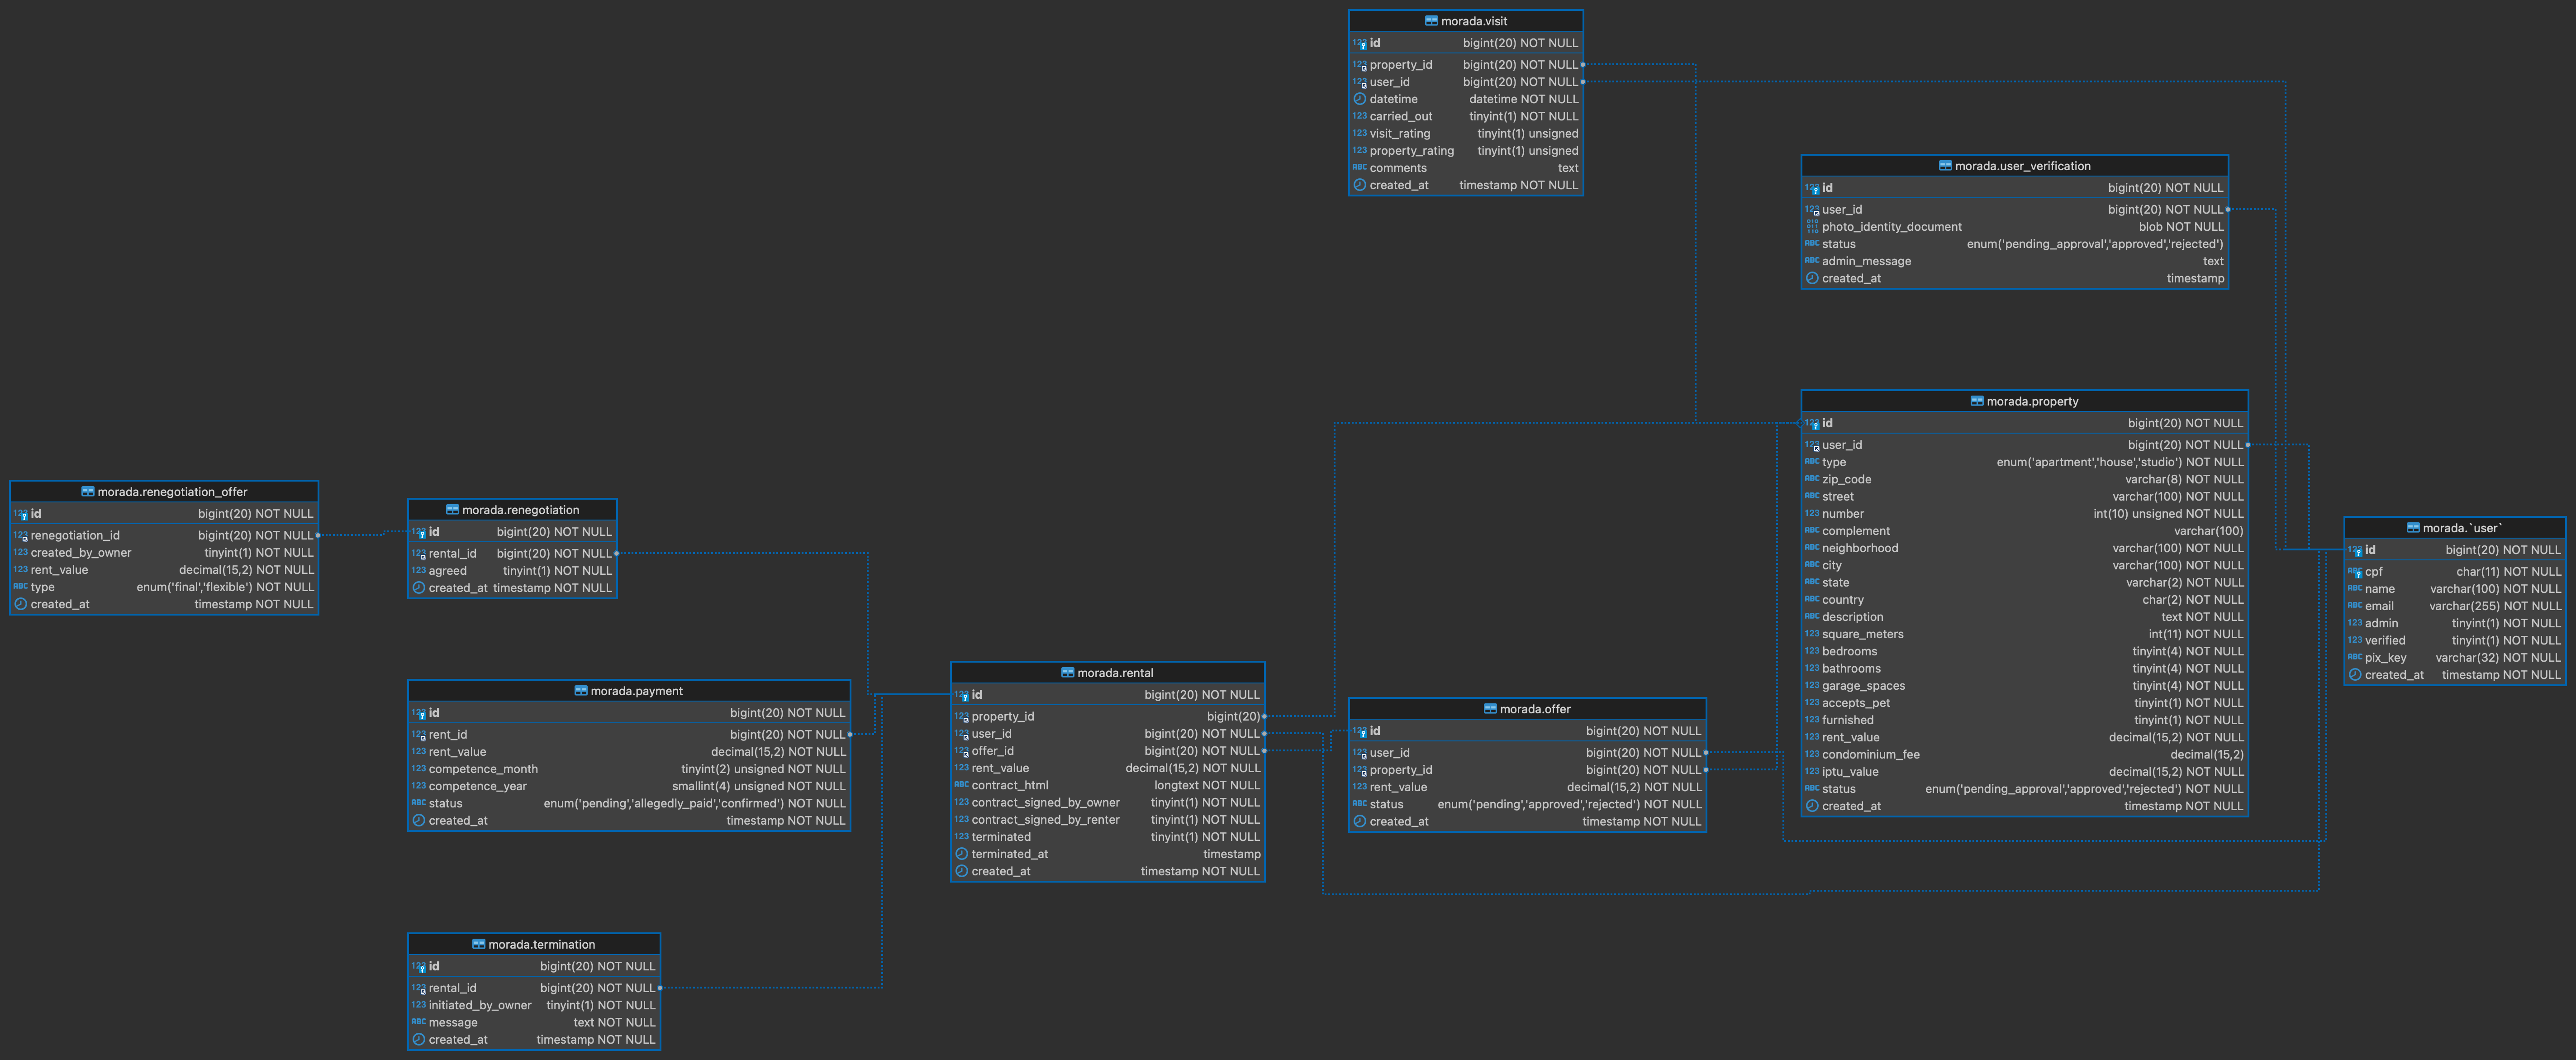 morada.visit
id bigint(20) NOT NULL
property_id bigint(20) NOT NULL
user_id bigint(20) NOT NULL
datetime datetime NOT NULL
carried_out tinyint(1) NOT NULL
visit_rating tinyint(1) unsigned
property_rating tinyint(1) unsigned
comments text
created_at timestamp NOT NULL
morada.user_verification
id bigint(20) NOT NULL
user_id bigint(20) NOT NULL
photo_identity_document blob NOT NULL
status enum('pending_approval','approved','rejected')
admin_message text
created_at timestamp
morada.property
id bigint(20) NOT NULL
user_id bigint(20) NOT NULL
type enum('apartment','house','studio') NOT NULL
zip_code varchar(8) NOT NULL
street varchar(100) NOT NULL
number int(10) unsigned NOT NULL
complement varchar(100)
neighborhood varchar(100) NOT NULL
city varchar(100) NOT NULL
state varchar(2) NOT NULL
country char(2) NOT NULL
description text NOT NULL
square_meters int(11) NOT NULL
bedrooms tinyint(4) NOT NULL
bathrooms tinyint(4) NOT NULL
garage_spaces tinyint(4) NOT NULL
accepts_pet tinyint(1) NOT NULL
furnished tinyint(1) NOT NULL
rent_value decimal(15,2) NOT NULL
condominium_fee decimal(15,2)
iptu_value decimal(15,2) NOT NULL
status enum('pending_approval','approved','rejected') NOT NULL
created_at timestamp NOT NULL
morada.renegotiation_offer
id bigint(20) NOT NULL
renegotiation_id bigint(20) NOT NULL
created_by_owner tinyint(1) NOT NULL
rent_value decimal(15,2) NOT NULL
type enum('final','flexible') NOT NULL
created_at timestamp NOT NULL
morada.renegotiation
id bigint(20) NOT NULL
rental_id bigint(20) NOT NULL
agreed tinyint(1) NOT NULL
created_at timestamp NOT NULL
morada.`user`
id bigint(20) NOT NULL
cpf char(11) NOT NULL
name varchar(100) NOT NULL
email varchar(255) NOT NULL
admin tinyint(1) NOT NULL
verified tinyint(1) NOT NULL
pix_key varchar(32) NOT NULL
created_at timestamp NOT NULL
morada.payment
id bigint(20) NOT NULL
rent_id bigint(20) NOT NULL
rent_value decimal(15,2) NOT NULL
competence_month tinyint(2) unsigned NOT NULL
competence_year smallint(4) unsigned NOT NULL
status enum('pending','allegedly_paid','confirmed') NOT NULL
created_at timestamp NOT NULL
morada.rental
id bigint(20) NOT NULL
property_id bigint(20)
user_id bigint(20) NOT NULL
offer_id bigint(20) NOT NULL
rent_value decimal(15,2) NOT NULL
contract_html longtext NOT NULL
contract_signed_by_owner tinyint(1) NOT NULL
contract_signed_by_renter tinyint(1) NOT NULL
terminated tinyint(1) NOT NULL
terminated_at timestamp
created_at timestamp NOT NULL
morada.offer
id bigint(20) NOT NULL
user_id bigint(20) NOT NULL
property_id bigint(20) NOT NULL
rent_value decimal(15,2) NOT NULL
status enum('pending','approved','rejected') NOT NULL
created_at timestamp NOT NULL
morada.termination
id bigint(20) NOT NULL
rental_id bigint(20) NOT NULL
initiated_by_owner tinyint(1) NOT NULL
message text NOT NULL
created_at timestamp NOT NULL